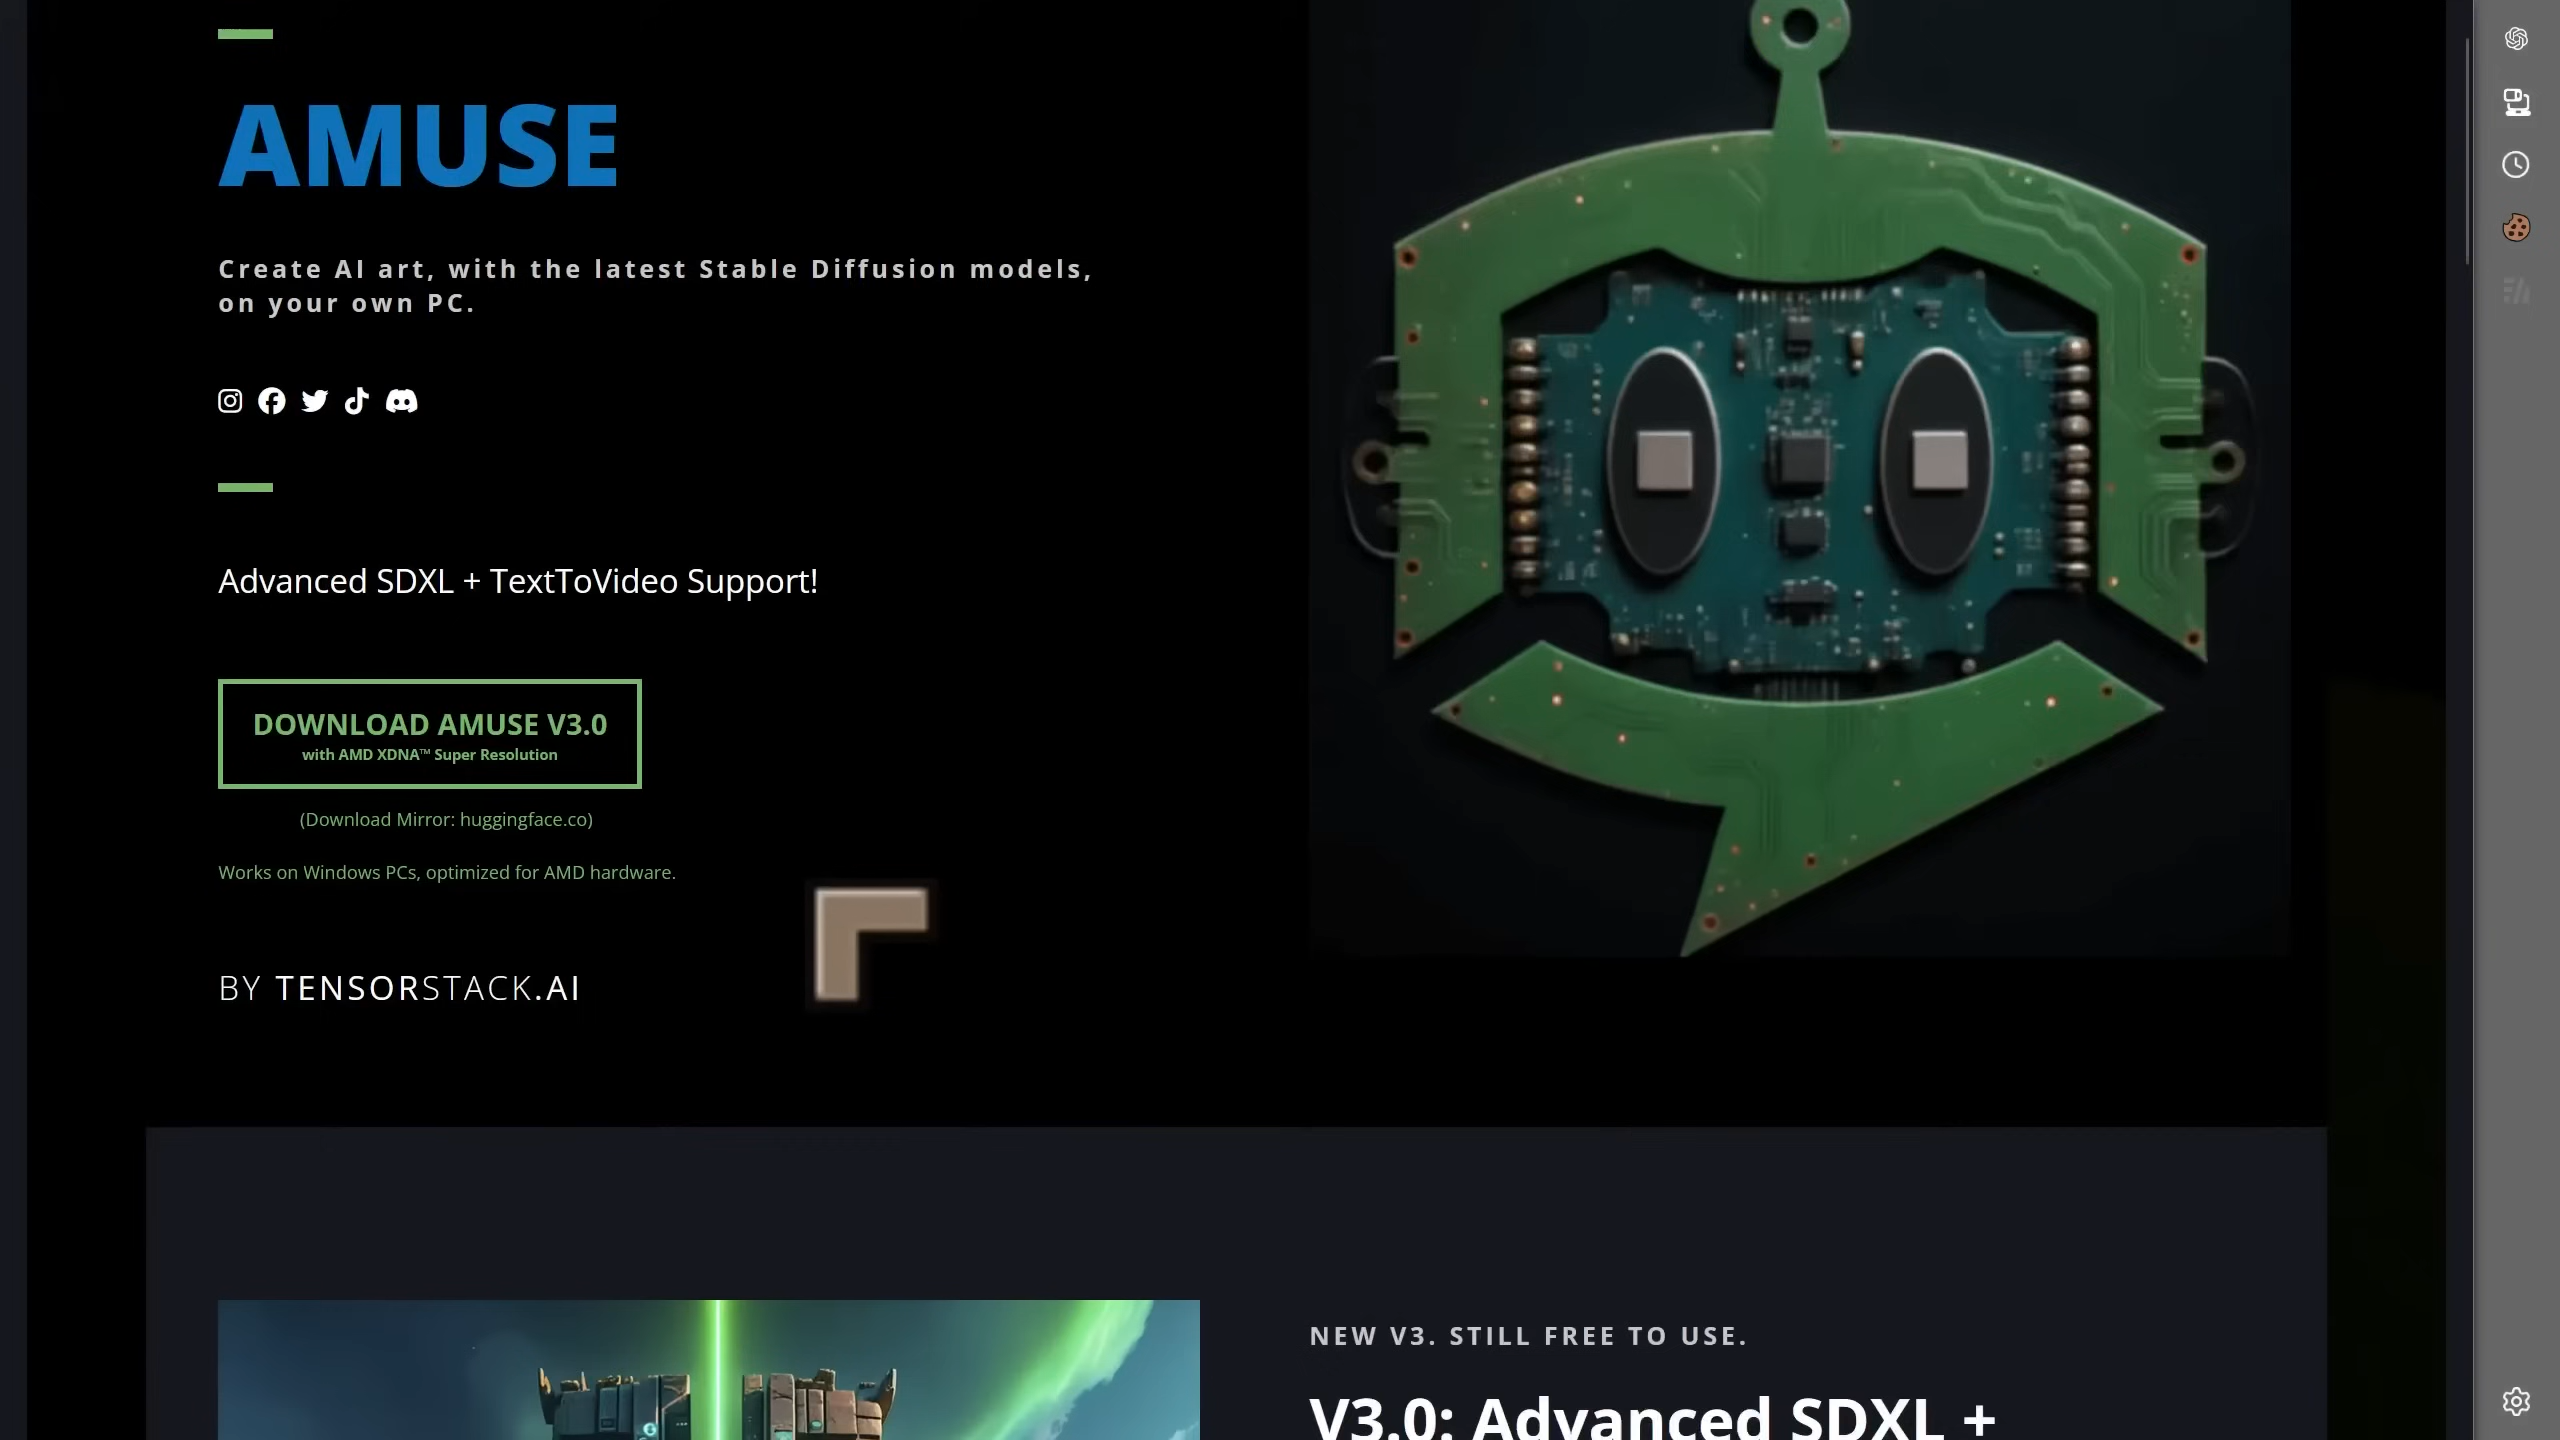 AMUSE
Create AI art, with the latest Stable Diffusion models,
on your own PC.
Advanced SDXL + TextToVideo Support!
DOWNLOAD AMUSE V3.0
with AMD XDNA™ Super Resolution
(Download Mirror: huggingface.co)
Works on Windows PCs, optimized for AMD hardware.
BY TENSORSTACK.AI
NEW V3. STILL FREE TO USE.
V3.0: Advanced SDXL +